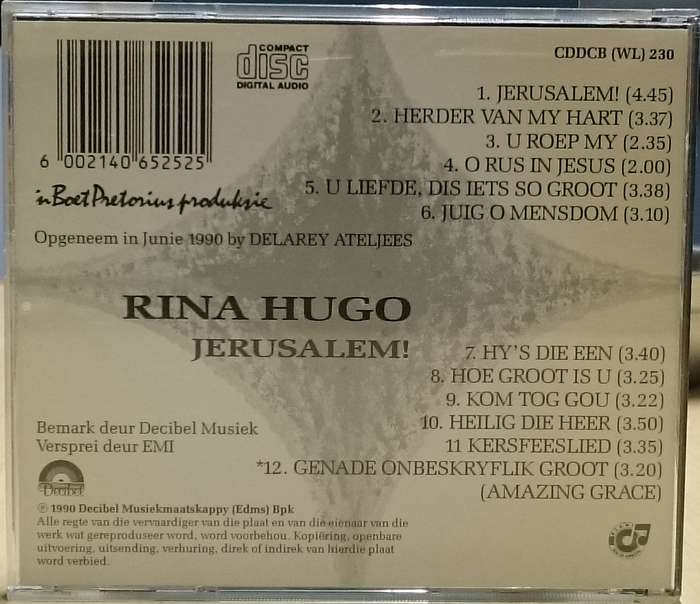 COMPACT
disc
DIGITAL AUDIO
CDDCB (WL) 230
6 002140 652525
'n Boet Pretorius produksie
Opgeneem in Junie 1990 by DELAREY ATELJEES
1. JERUSALEM! (4.45)
2. HERDER VAN MY HART (3.37)
3. U ROEP MY (2.35)
4. O RUS IN JESUS (2.00)
5. U LIEFDE, DIS IETS SO GROOT (3.38)
6. JUIG O MENSDOM (3.10)
RINA HUGO
JERUSALEM!
7. HY'S DIE EEN (3.40)
8. HOE GROOT IS U (3.25)
9. KOM TOG GOU (3.22)
10. HEILIG DIE HEER (3.50)
11 KERSFEESLIED (3.35)
*12. GENADE ONBESKRYFLIK GROOT (3.20)
(AMAZING GRACE)
Bemark deur Decibel Musiek
Versprei deur EMI
Decibel
℗ 1990 Decibel Musiekmaatskappy (Edms) Bpk
Alle regte van die vervaardiger van die plaat en van die eienaar van die
werk wat gereproduseer word, word voorbehou. Kopiëring, openbare
uitvoering, uitsending, verhuring, direk of indirek van hierdie plaat
word verbied.